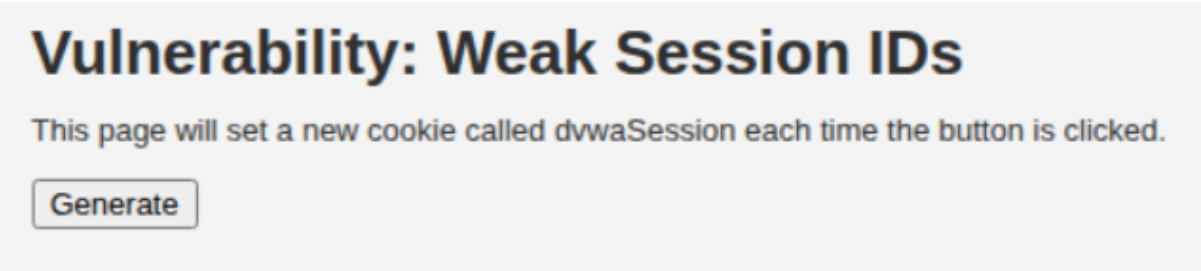 Vulnerability: Weak Session IDs
This page will set a new cookie called dvwaSession each time the button is clicked.
Generate